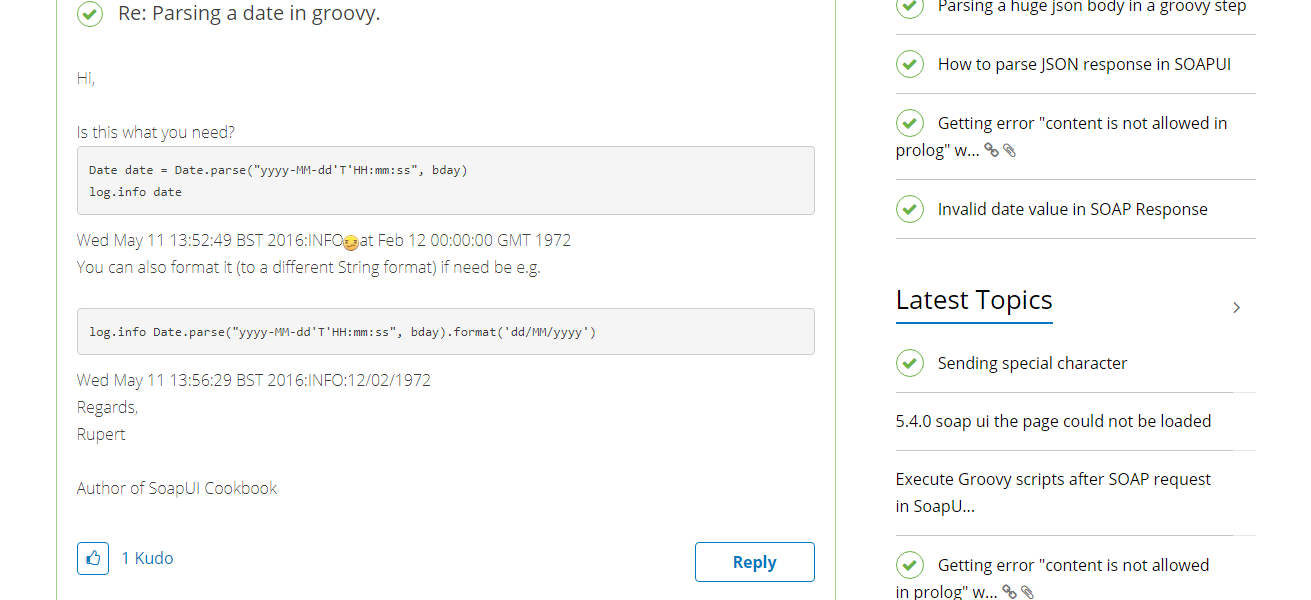 Re: Parsing a date in groovy.
Hi,
Is this what you need?
Date date = Date.parse("yyyy-MM-dd'T'HH:mm:ss", bday)
log.info date
Wed May 11 13:52:49 BST 2016:INFO😖at Feb 12 00:00:00 GMT 1972
You can also format it (to a different String format) if need be e.g.
log.info Date.parse("yyyy-MM-dd'T'HH:mm:ss", bday).format('dd/MM/yyyy')
Wed May 11 13:56:29 BST 2016:INFO:12/02/1972
Regards,
Rupert
Author of SoapUI Cookbook
1 Kudo
Reply
Parsing a huge json body in a groovy step
How to parse JSON response in SOAPUI
Getting error "content is not allowed in
prolog" w...
Invalid date value in SOAP Response
Latest Topics
Sending special character
5.4.0 soap ui the page could not be loaded
Execute Groovy scripts after SOAP request
in SoapU...
Getting error "content is not allowed
in prolog" w...